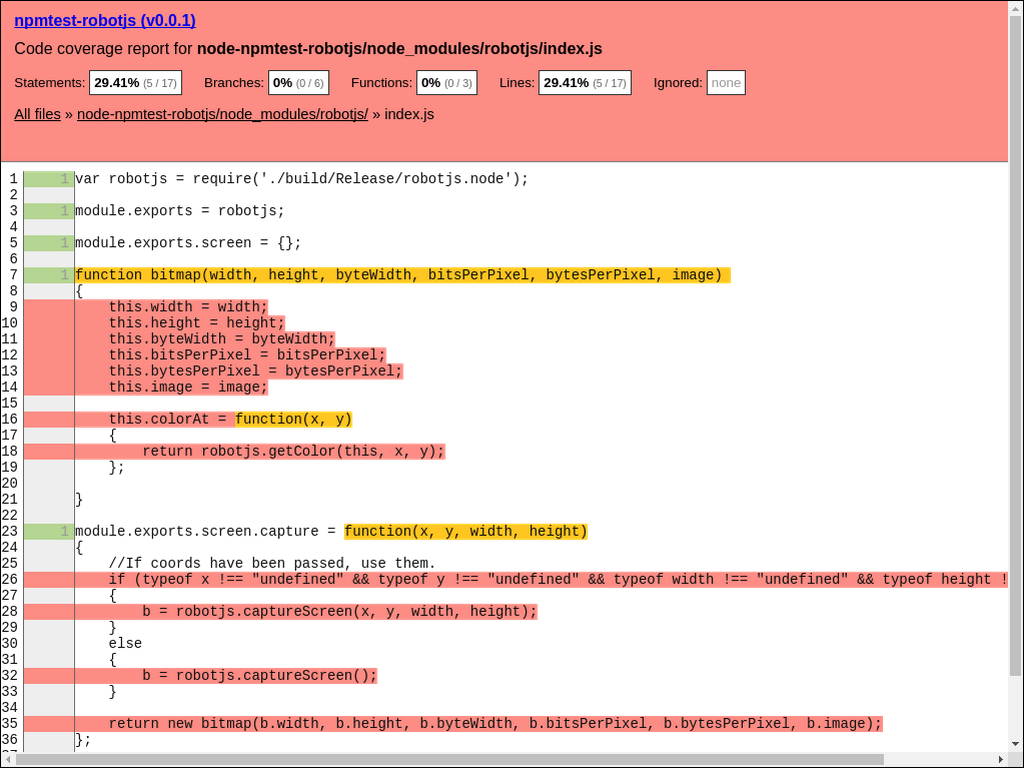 npmtest-robotjs (v0.0.1)
Code coverage report for node-npmtest-robotjs/node_modules/robotjs/index.js
Statements: 29.41% (5 / 17) Branches: 0% (0 / 6) Functions: 0% (0 / 3) Lines: 29.41% (5 / 17) Ignored: none
All files » node-npmtest-robotjs/node_modules/robotjs/ » index.js
1 1 var robotjs = require('./build/Release/robotjs.node');
2
3 1 module.exports = robotjs;
4
5 1 module.exports.screen = {};
6
7 1 function bitmap(width, height, byteWidth, bitsPerPixel, bytesPerPixel, image)
8 {
9 this.width = width;
10 this.height = height;
11 this.byteWidth = byteWidth;
12 this.bitsPerPixel = bitsPerPixel;
13 this.bytesPerPixel = bytesPerPixel;
14 this.image = image;
15
16 this.colorAt = function(x, y)
17 {
18 return robotjs.getColor(this, x, y);
19 };
20
21 }
22
23 1 module.exports.screen.capture = function(x, y, width, height)
24 {
25 //If coords have been passed, use them.
26 if (typeof x !== "undefined" && typeof y !== "undefined" && typeof width !== "undefined" && typeof height !
27 {
28 b = robotjs.captureScreen(x, y, width, height);
29 }
30 else
31 {
32 b = robotjs.captureScreen();
33 }
34
35 return new bitmap(b.width, b.height, b.byteWidth, b.bitsPerPixel, b.bytesPerPixel, b.image);
36 };